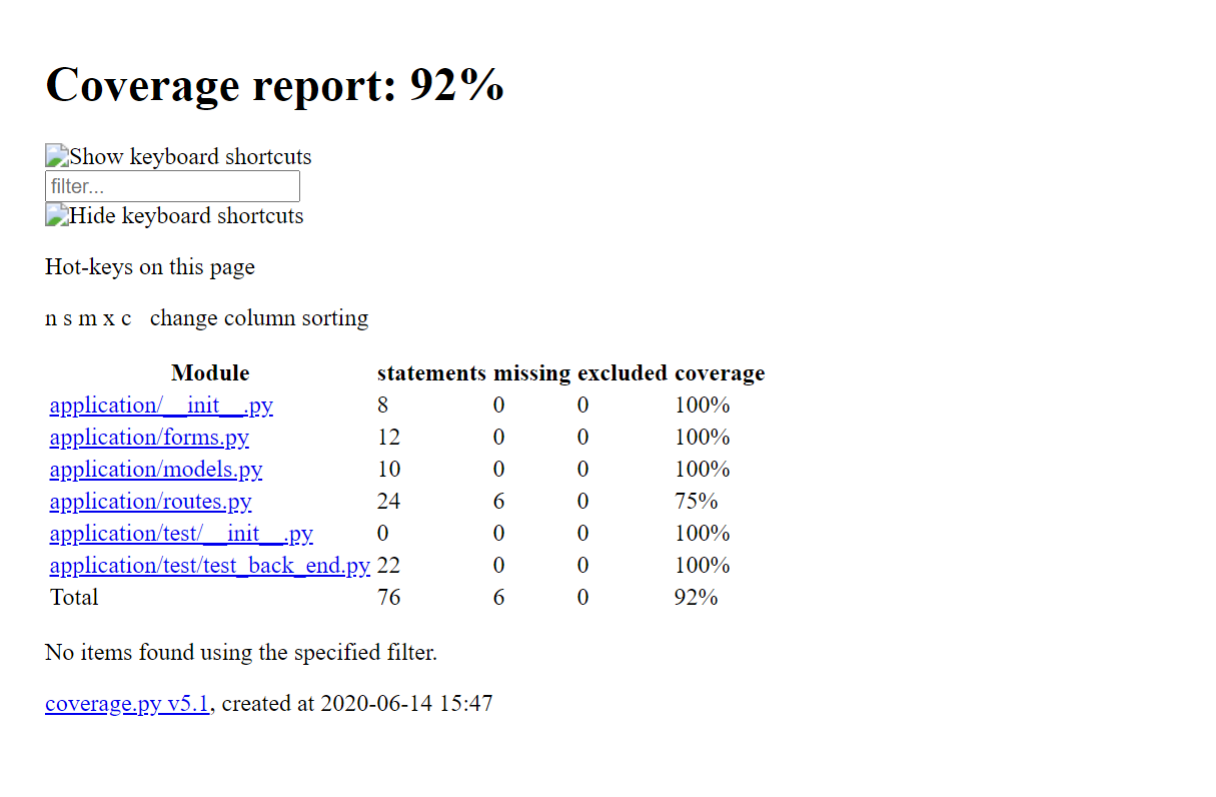 Coverage report: 92%
Show keyboard shortcuts
filter...
Hide keyboard shortcuts
Hot-keys on this page
n s m x c change column sorting
Module statements missing excluded coverage
application/__init__.py 8 0 0 100%
application/forms.py 12 0 0 100%
application/models.py 10 0 0 100%
application/routes.py 24 6 0 75%
application/test/__init__.py 0 0 0 100%
application/test/test_back_end.py 22 0 0 100%
Total 76 6 0 92%
No items found using the specified filter.
coverage.py v5.1, created at 2020-06-14 15:47